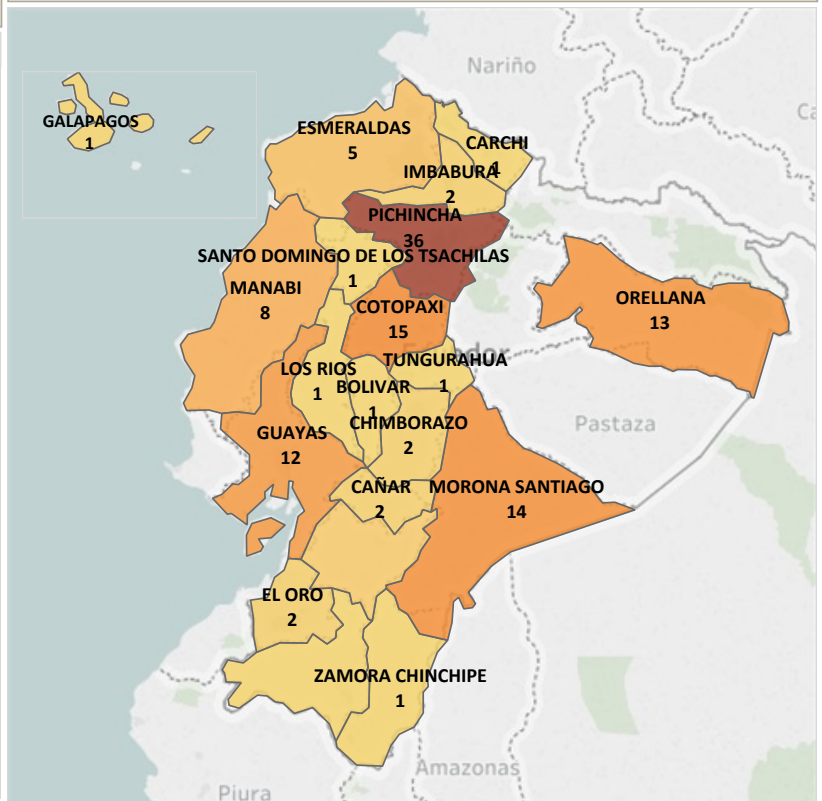 Nariño
GALAPAGOS
1
ESMERALDAS
5
CARCHI
1
IMBABURA
2
PICHINCHA
36
SANTO DOMINGO DE LOS TSACHILAS
1
MANABI
8
ORELLANA
13
COTOPAXI
15
TUNGURAHUA
1
LOS RIOS
1
BOLIVAR
1
CHIMBORAZO
2
Pastaza
GUAYAS
12
CAÑAR
2
MORONA SANTIAGO
14
EL ORO
2
ZAMORA CHINCHIPE
1
Amazonas
Piura